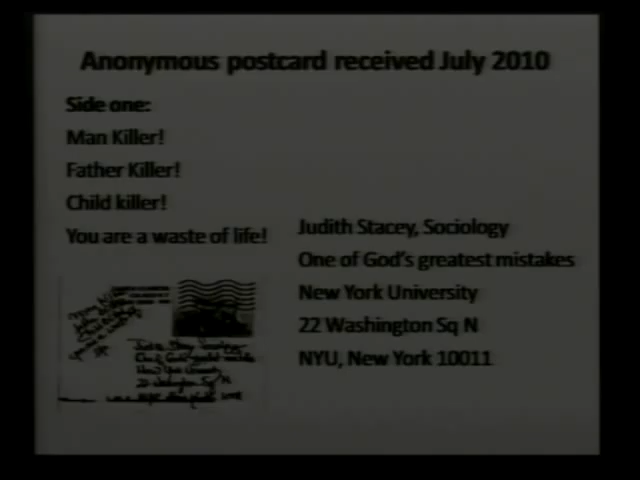 Anonymous postcard received July 2010
Side one:
Man Killer!
Father Killer!
Child killer!
You are a waste of life!
Judith Stacey, Sociology
One of God's greatest mistakes
New York University
22 Washington Sq N
NYU, New York 10011